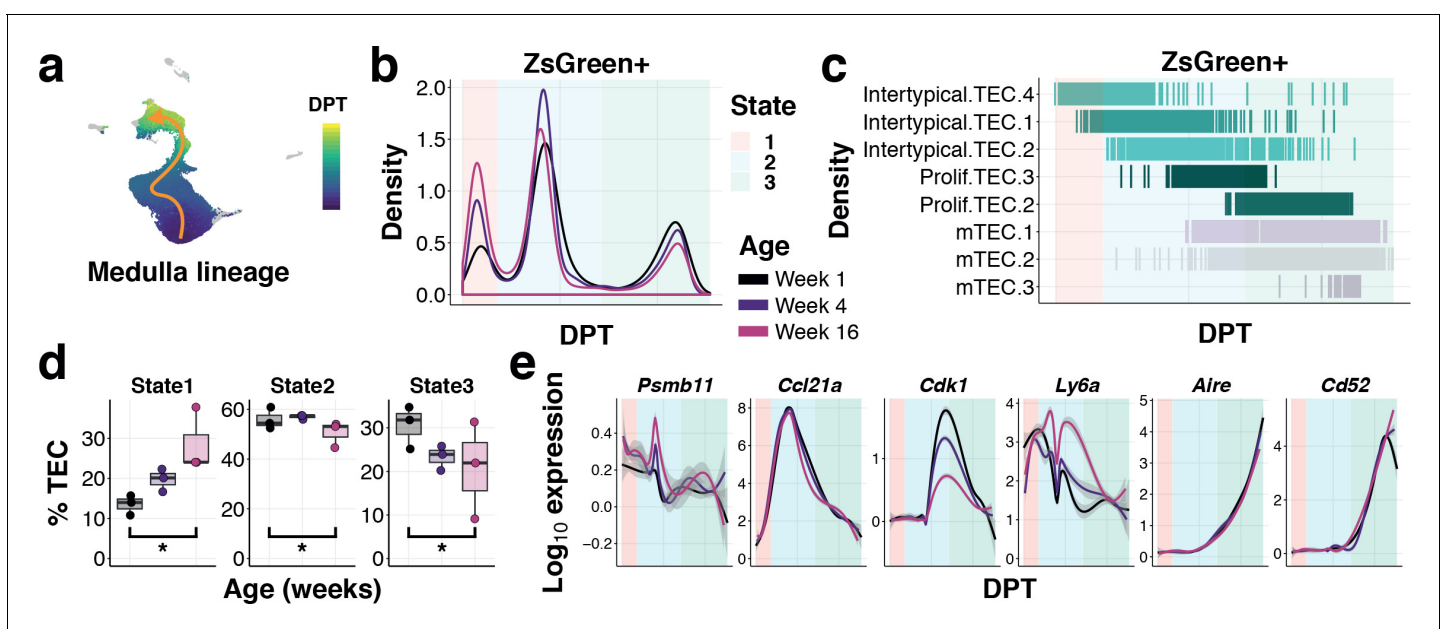 a
DPT
Medulla lineage
b
ZsGreen+
Density
2.0
1.5
1.0
0.5
0.0
DPT
State
1
2
3
Age
Week 1
Week 4
Week 16
c
ZsGreen+
Density
Intertypical.TEC.4
Intertypical.TEC.1
Intertypical.TEC.2
Prolif.TEC.3
Prolif.TEC.2
mTEC.1
mTEC.2
mTEC.3
DPT
d
% TEC
State1
30
20
10
0
*
State2
60
40
20
0
*
State3
30
20
10
0
*
Age (weeks)
e
Log10 expression
Psmb11
0.4
0.2
0.0
−0.2
Ccl21a
8
6
4
2
0
Cdk1
1
0
Ly6a
4
3
2
1
0
Aire
5
4
3
2
1
0
Cd52
4
2
0
DPT